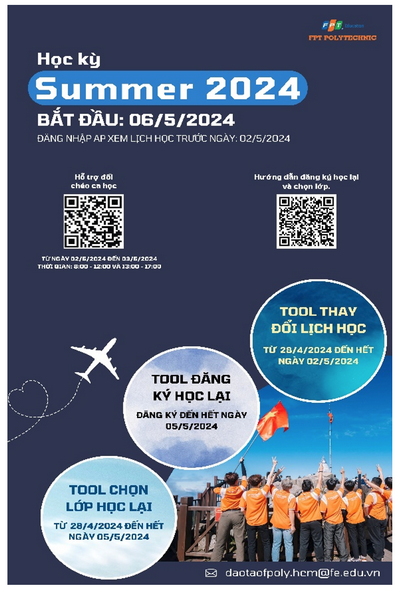 FPT Education
FPT POLYTECHNIC
Học kỳ
Summer 2024
BẮT ĐẦU: 06/5/2024
ĐĂNG NHẬP AP XEM LỊCH HỌC TRƯỚC NGÀY: 02/5/2024
Hỗ trợ đổi
chéo ca học
Hướng dẫn đăng ký học lại
và chọn lớp.
TỪ NGÀY 02/5/2024 ĐẾN 03/5/2024
THỜI GIAN: 8:00 - 12:00 VÀ 13:00 - 17:00
TOOL THAY
ĐỔI LỊCH HỌC
TỪ 28/4/2024 ĐẾN HẾT
NGÀY 02/5/2024
TOOL ĐĂNG
KÝ HỌC LẠI
ĐĂNG KÝ ĐẾN HẾT NGÀY
05/5/2024
TOOL CHỌN
LỚP HỌC LẠI
TỪ 28/4/2024 ĐẾN HẾT
NGÀY 05/5/2024
daotaofpoly.hcm@fe.edu.vn